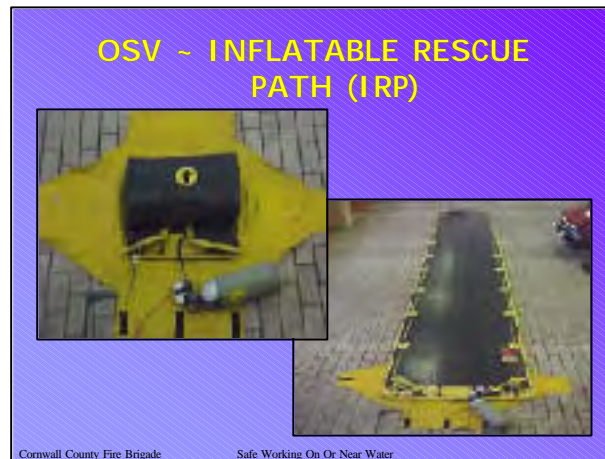 OSV ~ INFLATABLE RESCUE
PATH (IRP)
Cornwall County Fire Brigade Safe Working On Or Near Water